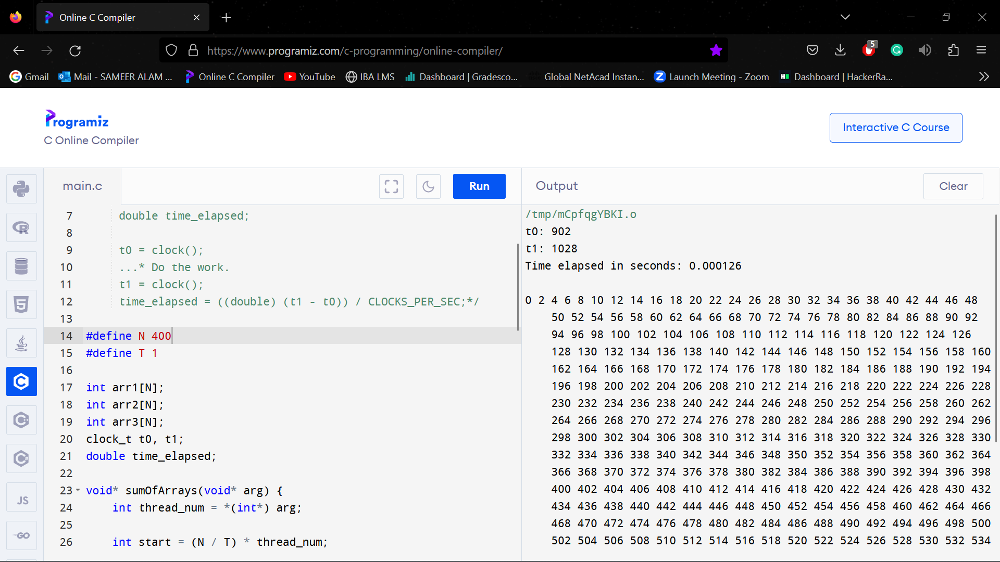 Online C Compiler
https://www.programiz.com/c-programming/online-compiler/
5
Gmail Mail - SAMEER ALAM ... Online C Compiler YouTube IBA LMS Dashboard | Gradesco... Global NetAcad Instan... Launch Meeting - Zoom Dashboard | HackerRa...
Programiz
C Online Compiler
Interactive C Course
main.c
Run
7 double time_elapsed;
8
9 t0 = clock();
10 ...* Do the work.
11 t1 = clock();
12 time_elapsed = ((double) (t1 - t0)) / CLOCKS_PER_SEC;*/
13
14 #define N 400
15 #define T 1
16
17 int arr1[N];
18 int arr2[N];
19 int arr3[N];
20 clock_t t0, t1;
21 double time_elapsed;
22
23 void* sumOfArrays(void* arg) {
24 int thread_num = *(int*) arg;
25
26 int start = (N / T) * thread_num;
JS
GO
Output
Clear
/tmp/mCpfqgYBKI.o
t0: 902
t1: 1028
Time elapsed in seconds: 0.000126
0 2 4 6 8 10 12 14 16 18 20 22 24 26 28 30 32 34 36 38 40 42 44 46 48
50 52 54 56 58 60 62 64 66 68 70 72 74 76 78 80 82 84 86 88 90 92
94 96 98 100 102 104 106 108 110 112 114 116 118 120 122 124 126
128 130 132 134 136 138 140 142 144 146 148 150 152 154 156 158 160
162 164 166 168 170 172 174 176 178 180 182 184 186 188 190 192 194
196 198 200 202 204 206 208 210 212 214 216 218 220 222 224 226 228
230 232 234 236 238 240 242 244 246 248 250 252 254 256 258 260 262
264 266 268 270 272 274 276 278 280 282 284 286 288 290 292 294 296
298 300 302 304 306 308 310 312 314 316 318 320 322 324 326 328 330
332 334 336 338 340 342 344 346 348 350 352 354 356 358 360 362 364
366 368 370 372 374 376 378 380 382 384 386 388 390 392 394 396 398
400 402 404 406 408 410 412 414 416 418 420 422 424 426 428 430 432
434 436 438 440 442 444 446 448 450 452 454 456 458 460 462 464 466
468 470 472 474 476 478 480 482 484 486 488 490 492 494 496 498 500
502 504 506 508 510 512 514 516 518 520 522 524 526 528 530 532 534